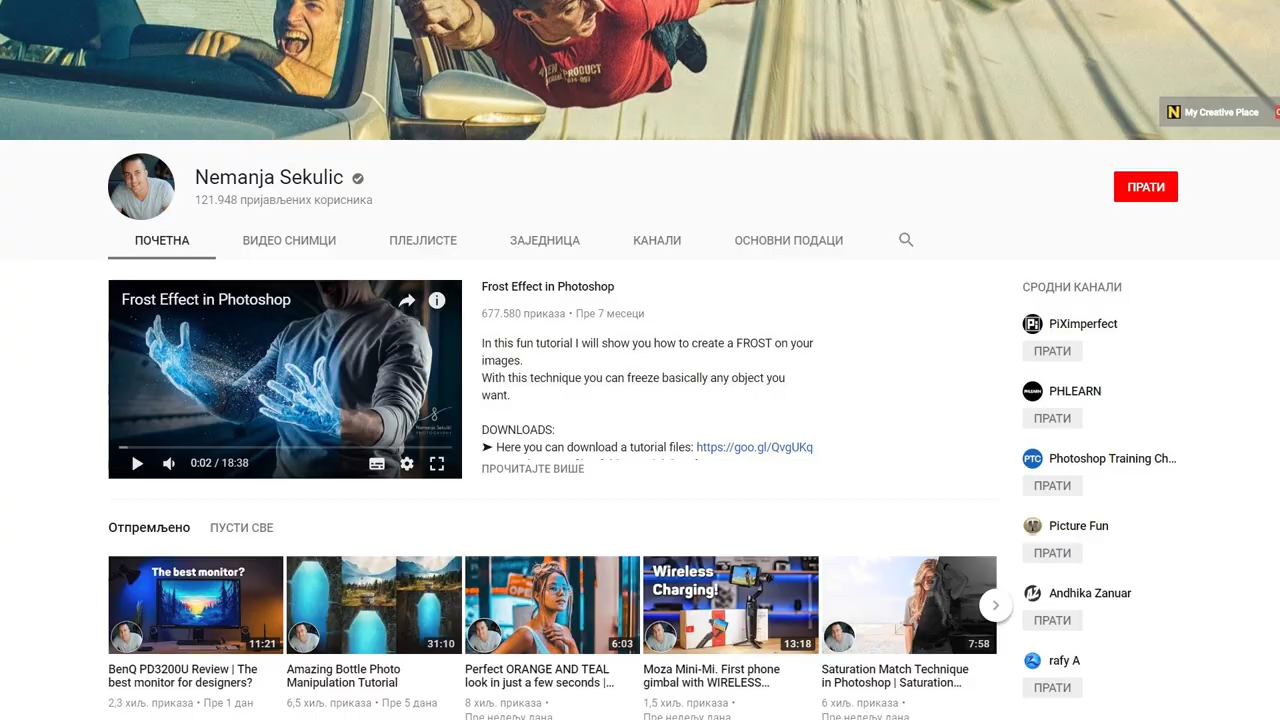 PRODUCT
My Creative Place
Nemanja Sekulic
121.948 пријављених корисника
ПРАТИ
ПОЧЕТНА ВИДЕО СНИМЦИ ПЛЕЈЛИСТЕ ЗАЈЕДНИЦА КАНАЛИ ОСНОВНИ ПОДАЦИ
Frost Effect in Photoshop
0:02 / 18:38
Frost Effect in Photoshop
677.580 приказа • Пре 7 месеци
In this fun tutorial I will show you how to create a FROST on your
images.
With this technique you can freeze basically any object you
want.
DOWNLOADS:
➤ Here you can download a tutorial files: https://goo.gl/QvgUKq
ПРОЧИТАЈТЕ ВИШЕ
СРОДНИ КАНАЛИ
PiXimperfect
ПРАТИ
PHLEARN
ПРАТИ
PTC Photoshop Training Ch...
ПРАТИ
Picture Fun
ПРАТИ
Andhika Zanuar
ПРАТИ
rafy A
ПРАТИ
Отпремљено ПУСТИ СВЕ
The best monitor?
11:21
BenQ PD3200U Review | The
best monitor for designers?
2,3 хиљ. приказа • Пре 1 дан
31:10
Amazing Bottle Photo
Manipulation Tutorial
6,5 хиљ. приказа • Пре 5 дана
6:03
Perfect ORANGE AND TEAL
look in just a few seconds |...
8 хиљ. приказа •
Пре недељу дана
Wireless
Charging!
13:18
Moza Mini-Mi. First phone
gimbal with WIRELESS...
1,5 хиљ. приказа •
Пре недељу дана
7:58
Saturation Match Technique
in Photoshop | Saturation...
6 хиљ. приказа •
Пре недељу дана